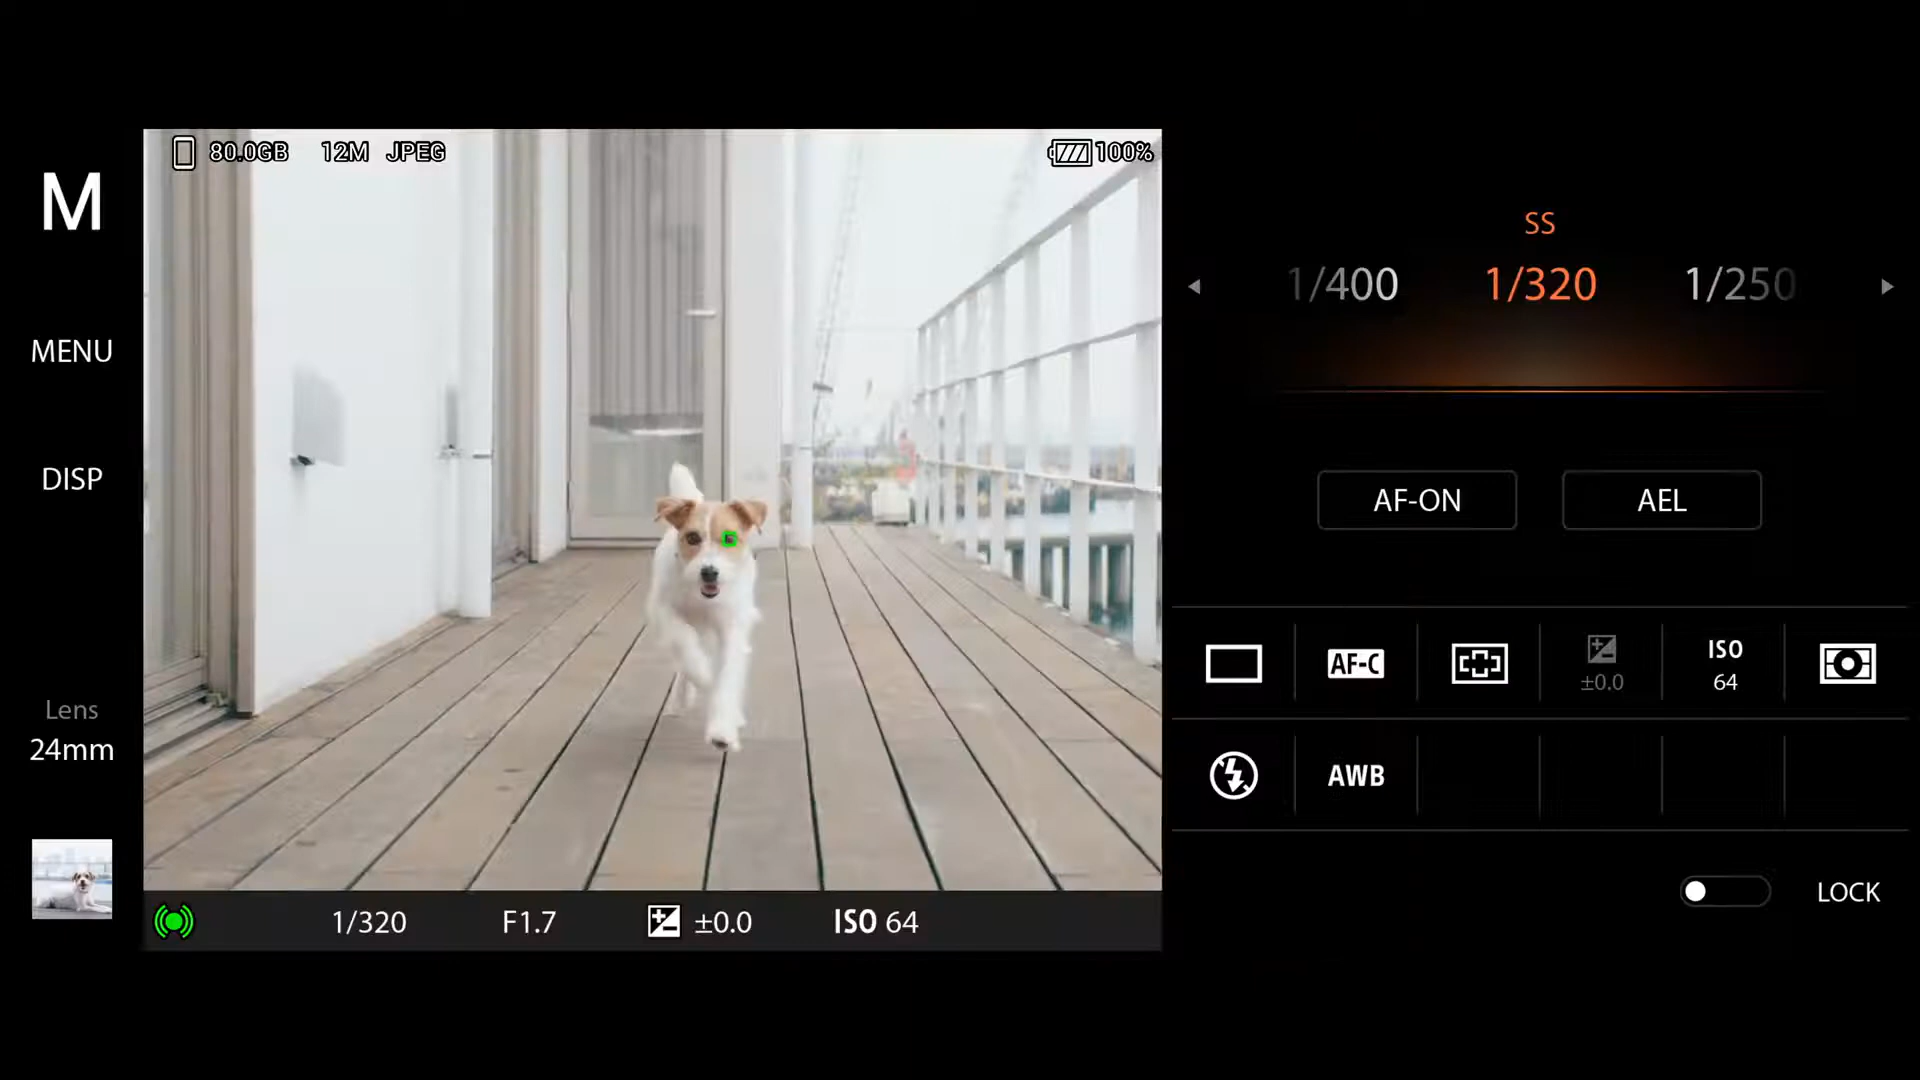 80.0GB 12M JPEG 100%
M
MENU
DISP
Lens
24mm
1/320 F1.7 ±0.0 ISO 64
SS
1/400 1/320 1/250
AF-ON AEL
AF-C ±0.0 ISO 64
AWB
LOCK